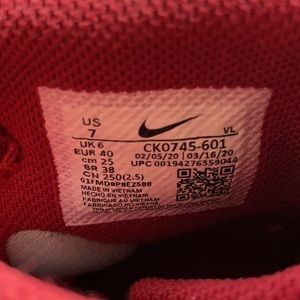 US
7
VL
UK 6
EUR 40
cm 25
BR 38
CN 250(2.5)
CK0745-601
02/05/20 03/16/20
UPC 00194276359044
MADE IN VIETNAM
FABRIQUE AU VIETNAM
HECHO EN VIETNAM